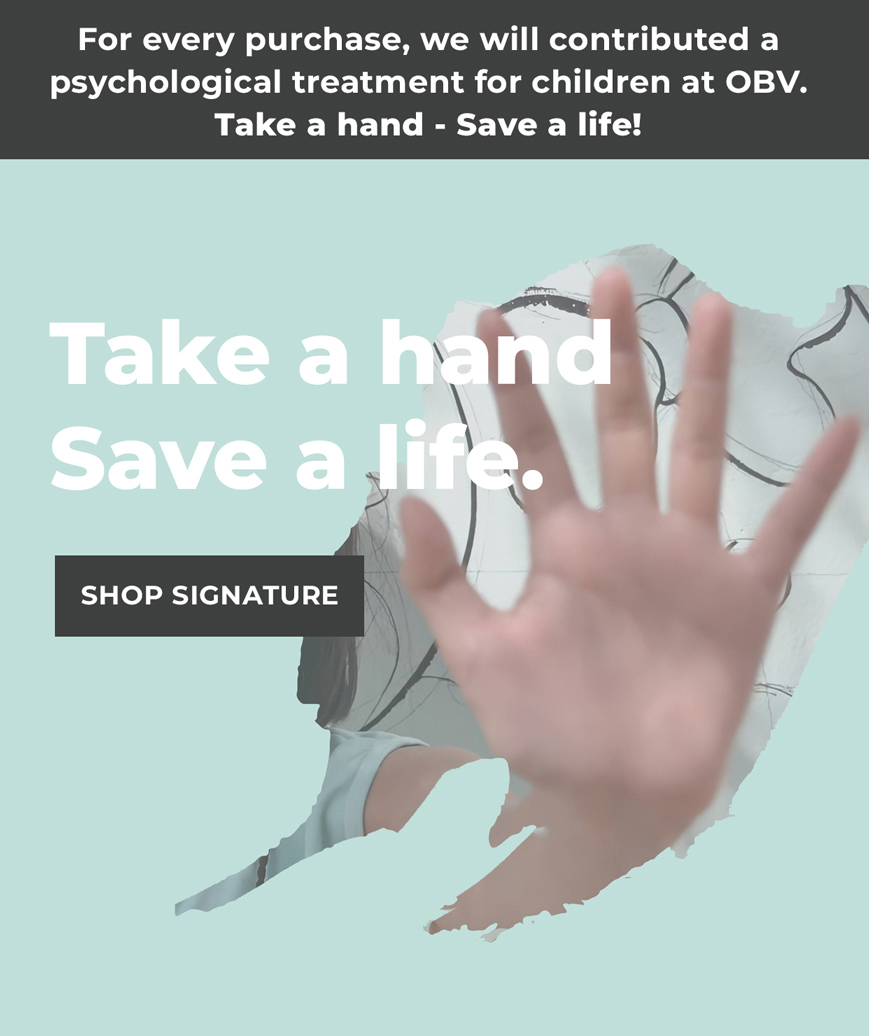 For every purchase, we will contributed a
psychological treatment for children at OBV.
Take a hand - Save a life!
Take a hand
Save a life.
SHOP SIGNATURE